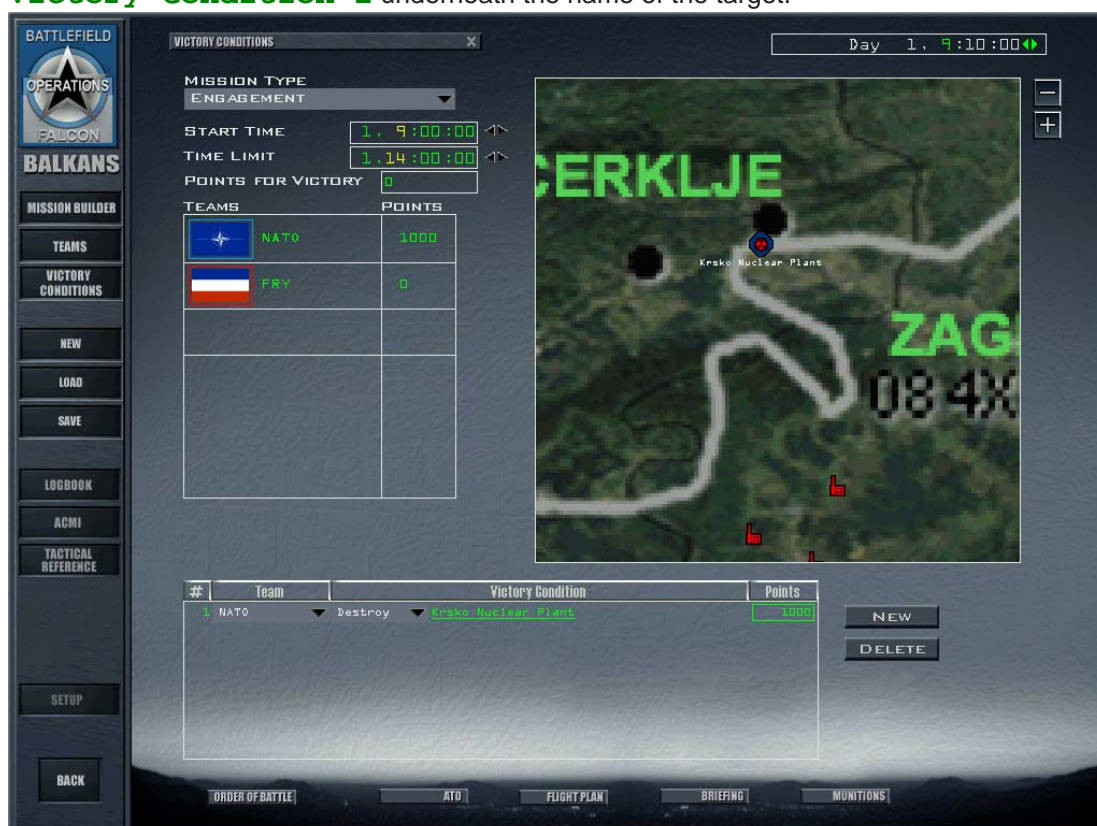 Victory Condition 1 underneath the name of the target.
BATTLEFIELD
OPERATIONS
FALCON
BALKANS
MISSION BUILDER
TEAMS
VICTORY
CONDITIONS
NEW
LOAD
SAVE
LOGBOOK
ACMI
TACTICAL
REFERENCE
SETUP
BACK
VICTORY CONDITIONS X
Day 1, 9:10:00
MISSION TYPE
ENGAGEMENT
START TIME 1, 9:00:00
TIME LIMIT 1,14:00:00
POINTS FOR VICTORY 0
TEAMS POINTS
NATO 1000
FRY 0
CERKLJE
Krsko Nuclear Plant
ZAG
08 4X
# Team Victory Condition Points
1 NATO Destroy Krsko Nuclear Plant 1000
NEW
DELETE
ORDER OF BATTLE ATO FLIGHT PLAN BRIEFING MUNITIONS